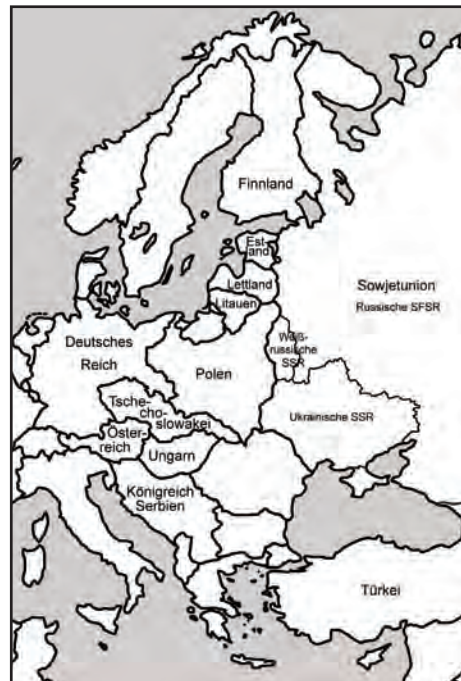 Finnland
Est-
land
Lettland
Litauen
Sowjetunion
Russische SFSR
Weiß-
russische
SSR
Deutsches
Reich
Polen
Tsche-
cho-
slowakei
Ukrainische SSR
Öster-
reich
Ungarn
Königreich
Serbien
Türkei